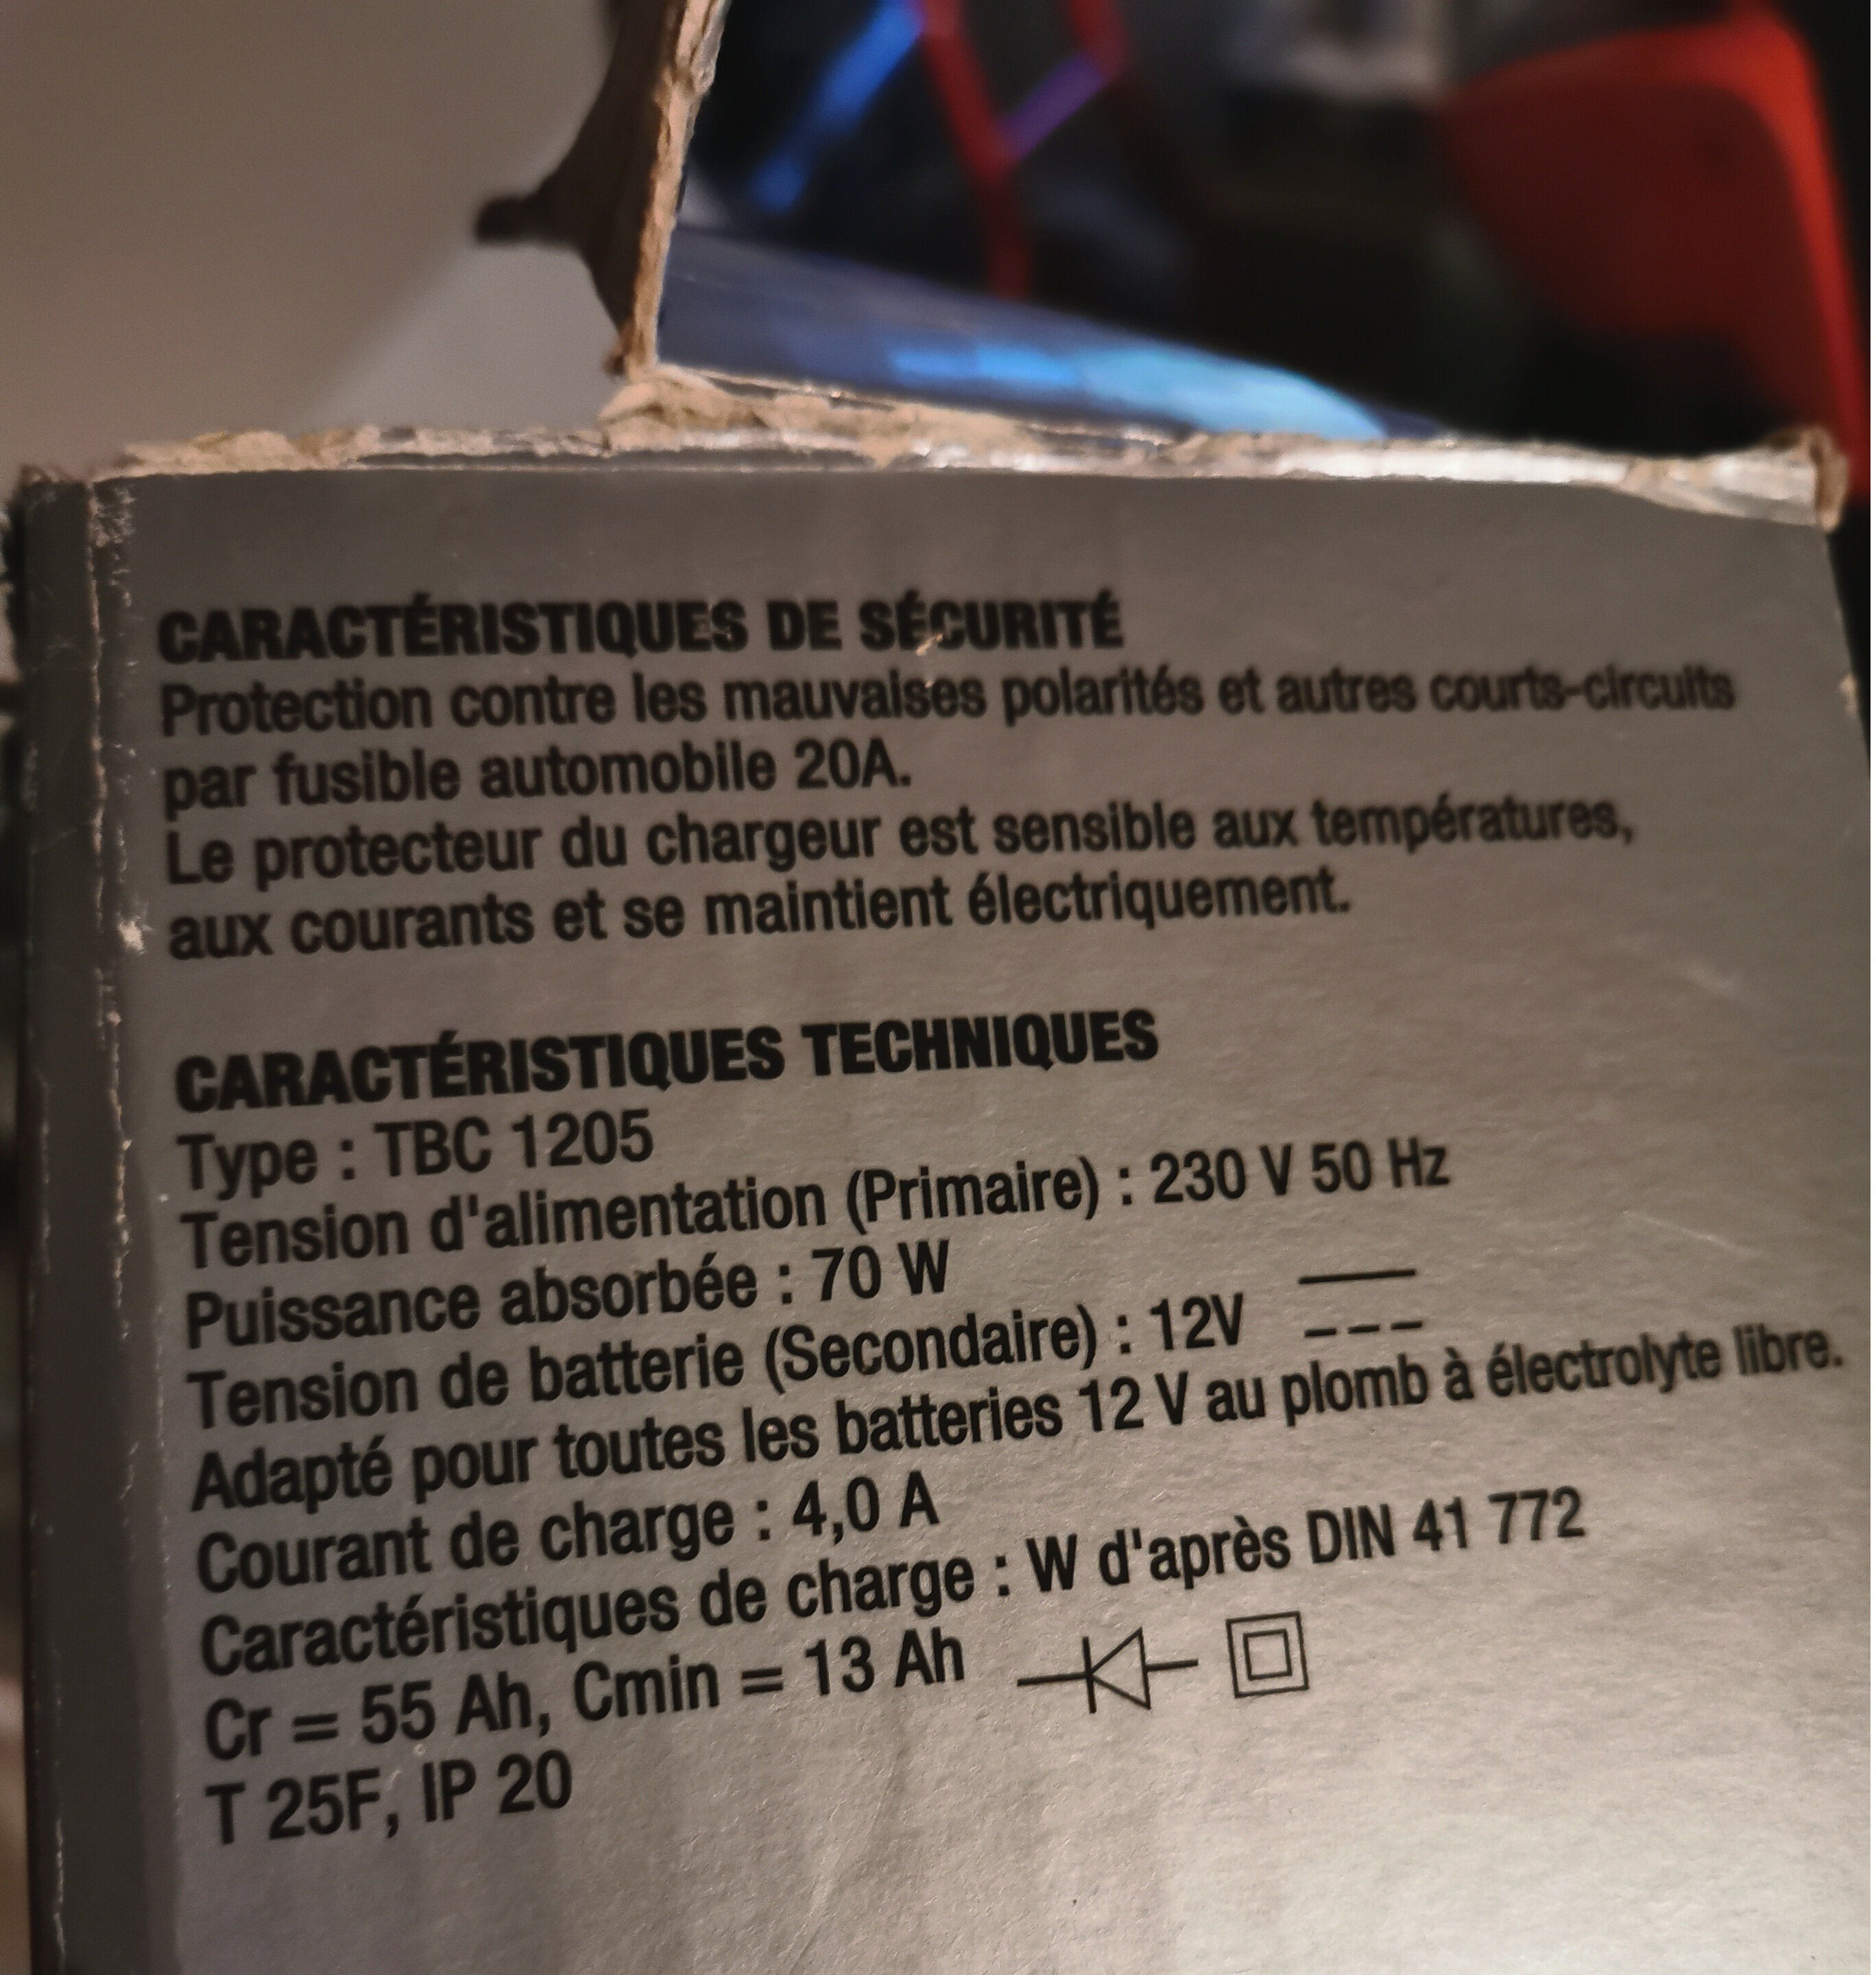 CARACTÉRISTIQUES DE SÉCURITÉ
Protection contre les mauvaises polarités et autres courts-circuits
par fusible automobile 20A.
Le protecteur du chargeur est sensible aux températures,
aux courants et se maintient électriquement.
CARACTÉRISTIQUES TECHNIQUES
Type : TBC 1205
Tension d'alimentation (Primaire) : 230 V 50 Hz
Puissance absorbée : 70 W
Tension de batterie (Secondaire) : 12V
Adapté pour toutes les batteries 12 V au plomb à électrolyte libre.
Courant de charge : 4,0 A
Caractéristiques de charge : W d'après DIN 41 772
Cr = 55 Ah, Cmin = 13 Ah
T 25F, IP 20